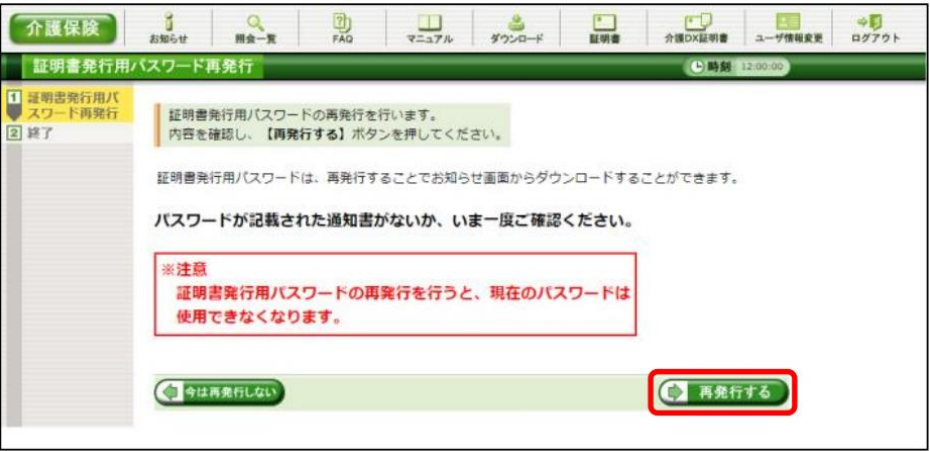 介護保険
お知らせ
照会一覧
FAQ
マニュアル
ダウンロード
証明書
介護DX証明書
ユーザ情報変更
ログアウト
証明書発行用パスワード再発行
時刻 12:00:00
1 証明書発行用パ
スワード再発行
2 終了
証明書発行用パスワードの再発行を行います。
内容を確認し、【再発行する】ボタンを押してください。
証明書発行用パスワードは、再発行することでお知らせ画面からダウンロードすることができます。
パスワードが記載された通知書がないか、いま一度ご確認ください。
※注意
証明書発行用パスワードの再発行を行うと、現在のパスワードは
使用できなくなります。
今は再発行しない
再発行する